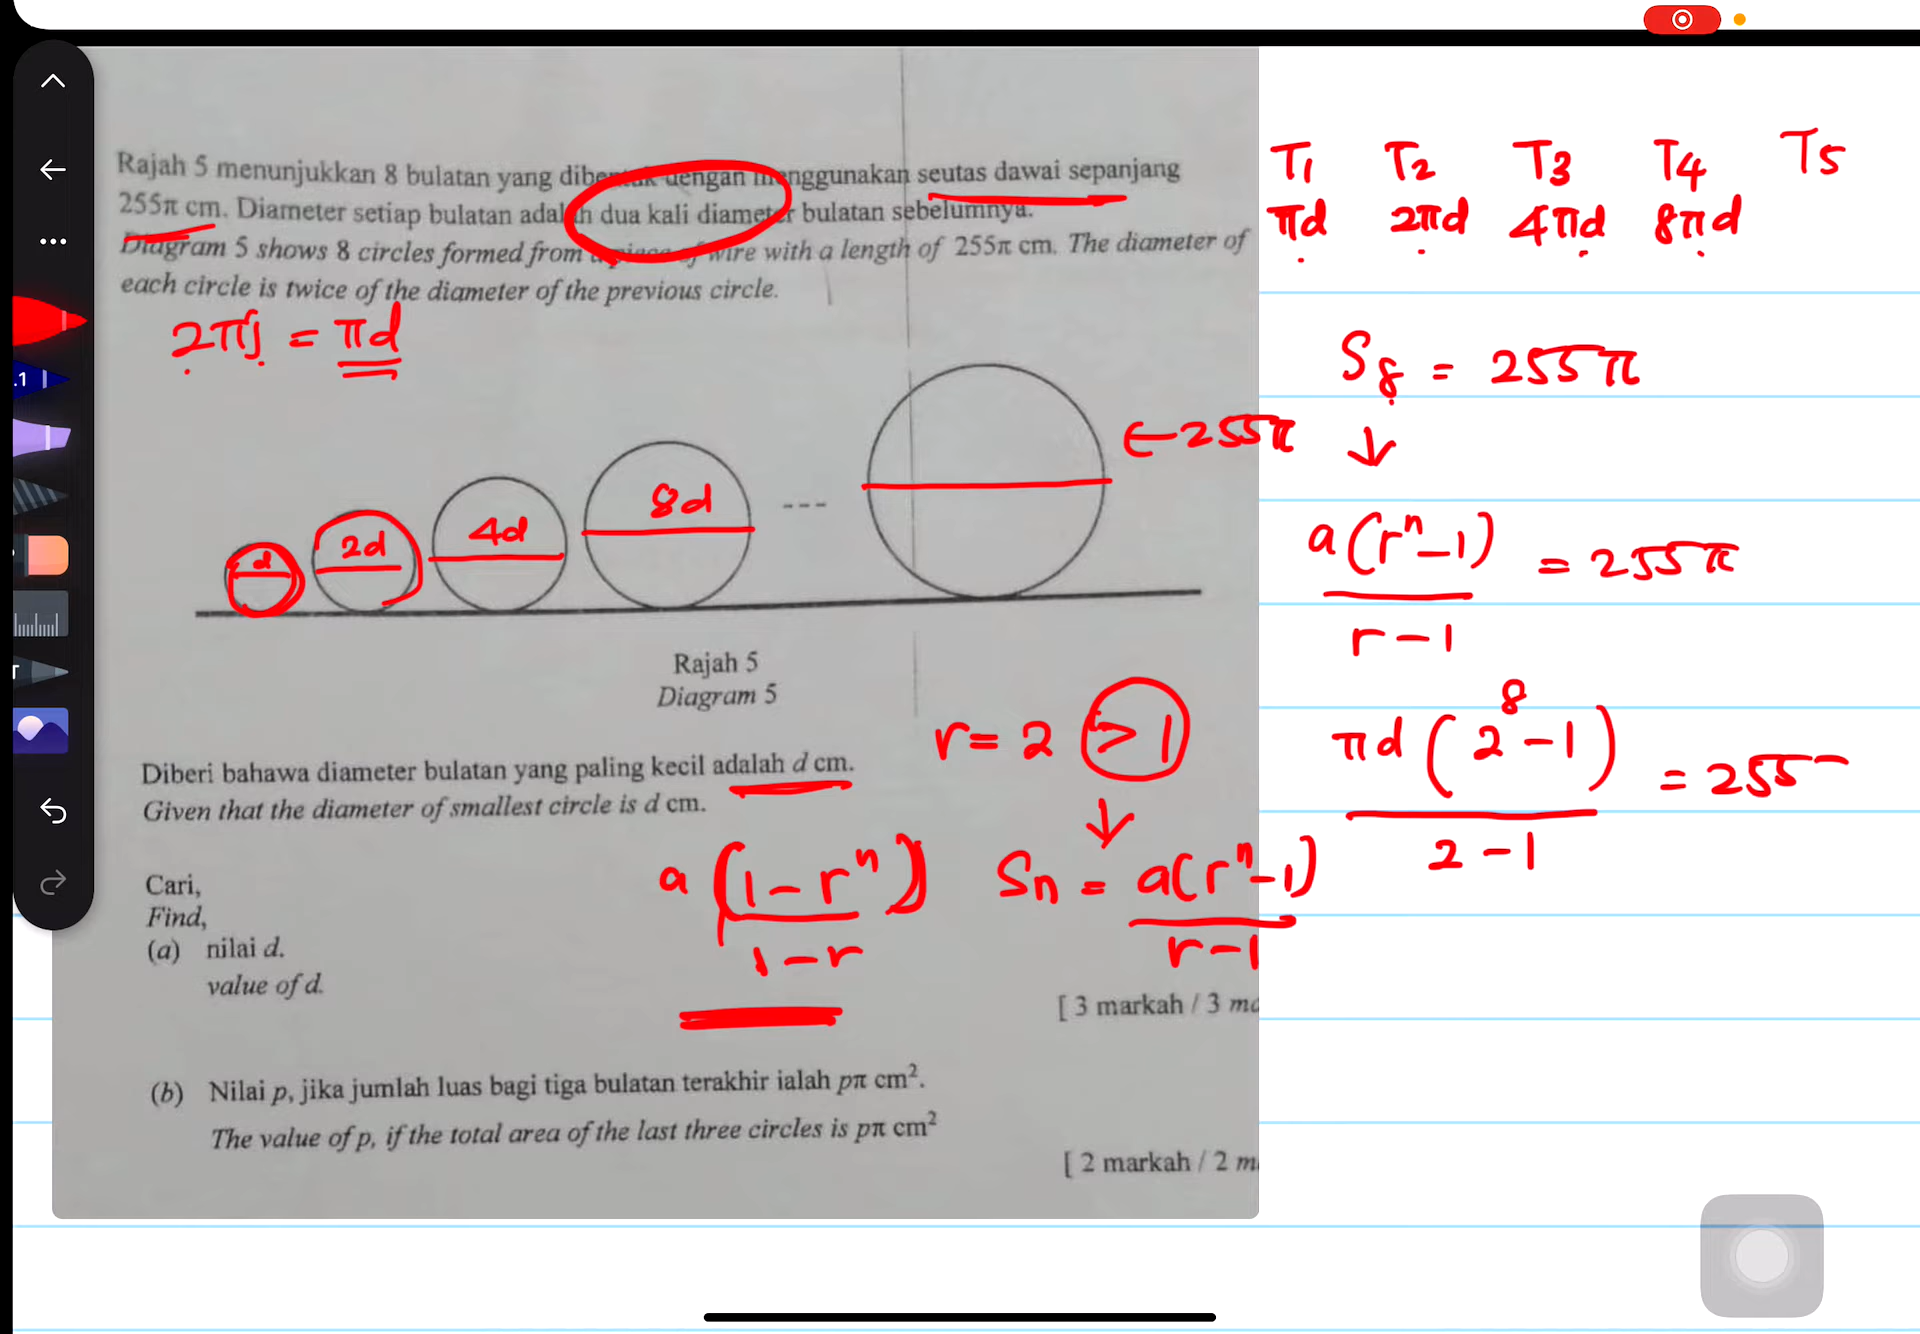 Rajah 5 menunjukkan 8 bulatan yang dibentuk dengan menggunakan seutas dawai sepanjang
255π cm. Diameter setiap bulatan adalah dua kali diameter bulatan sebelumnya.
Diagram 5 shows 8 circles formed from a piece of wire with a length of 255π cm. The diameter of
each circle is twice of the diameter of the previous circle.
2πj = πd
d
2d
4d
8d
---
←255π
Rajah 5
Diagram 5
r = 2 > 1
↓
Diberi bahawa diameter bulatan yang paling kecil adalah d cm.
Given that the diameter of smallest circle is d cm.
a(1-rⁿ)
1-r
Sn = a(rⁿ-1)
r-1
Cari,
Find,
(a) nilai d.
value of d.
[ 3 markah / 3
(b) Nilai p, jika jumlah luas bagi tiga bulatan terakhir ialah pπ cm².
The value of p, if the total area of the last three circles is pπ cm²
[ 2 markah / 2
T1 T2 T3 T4 T5
πd 2πd 4πd 8πd
S8 = 255π
↓
a(rⁿ-1) = 255π
r-1
πd(2⁸-1) = 255
2-1
.1